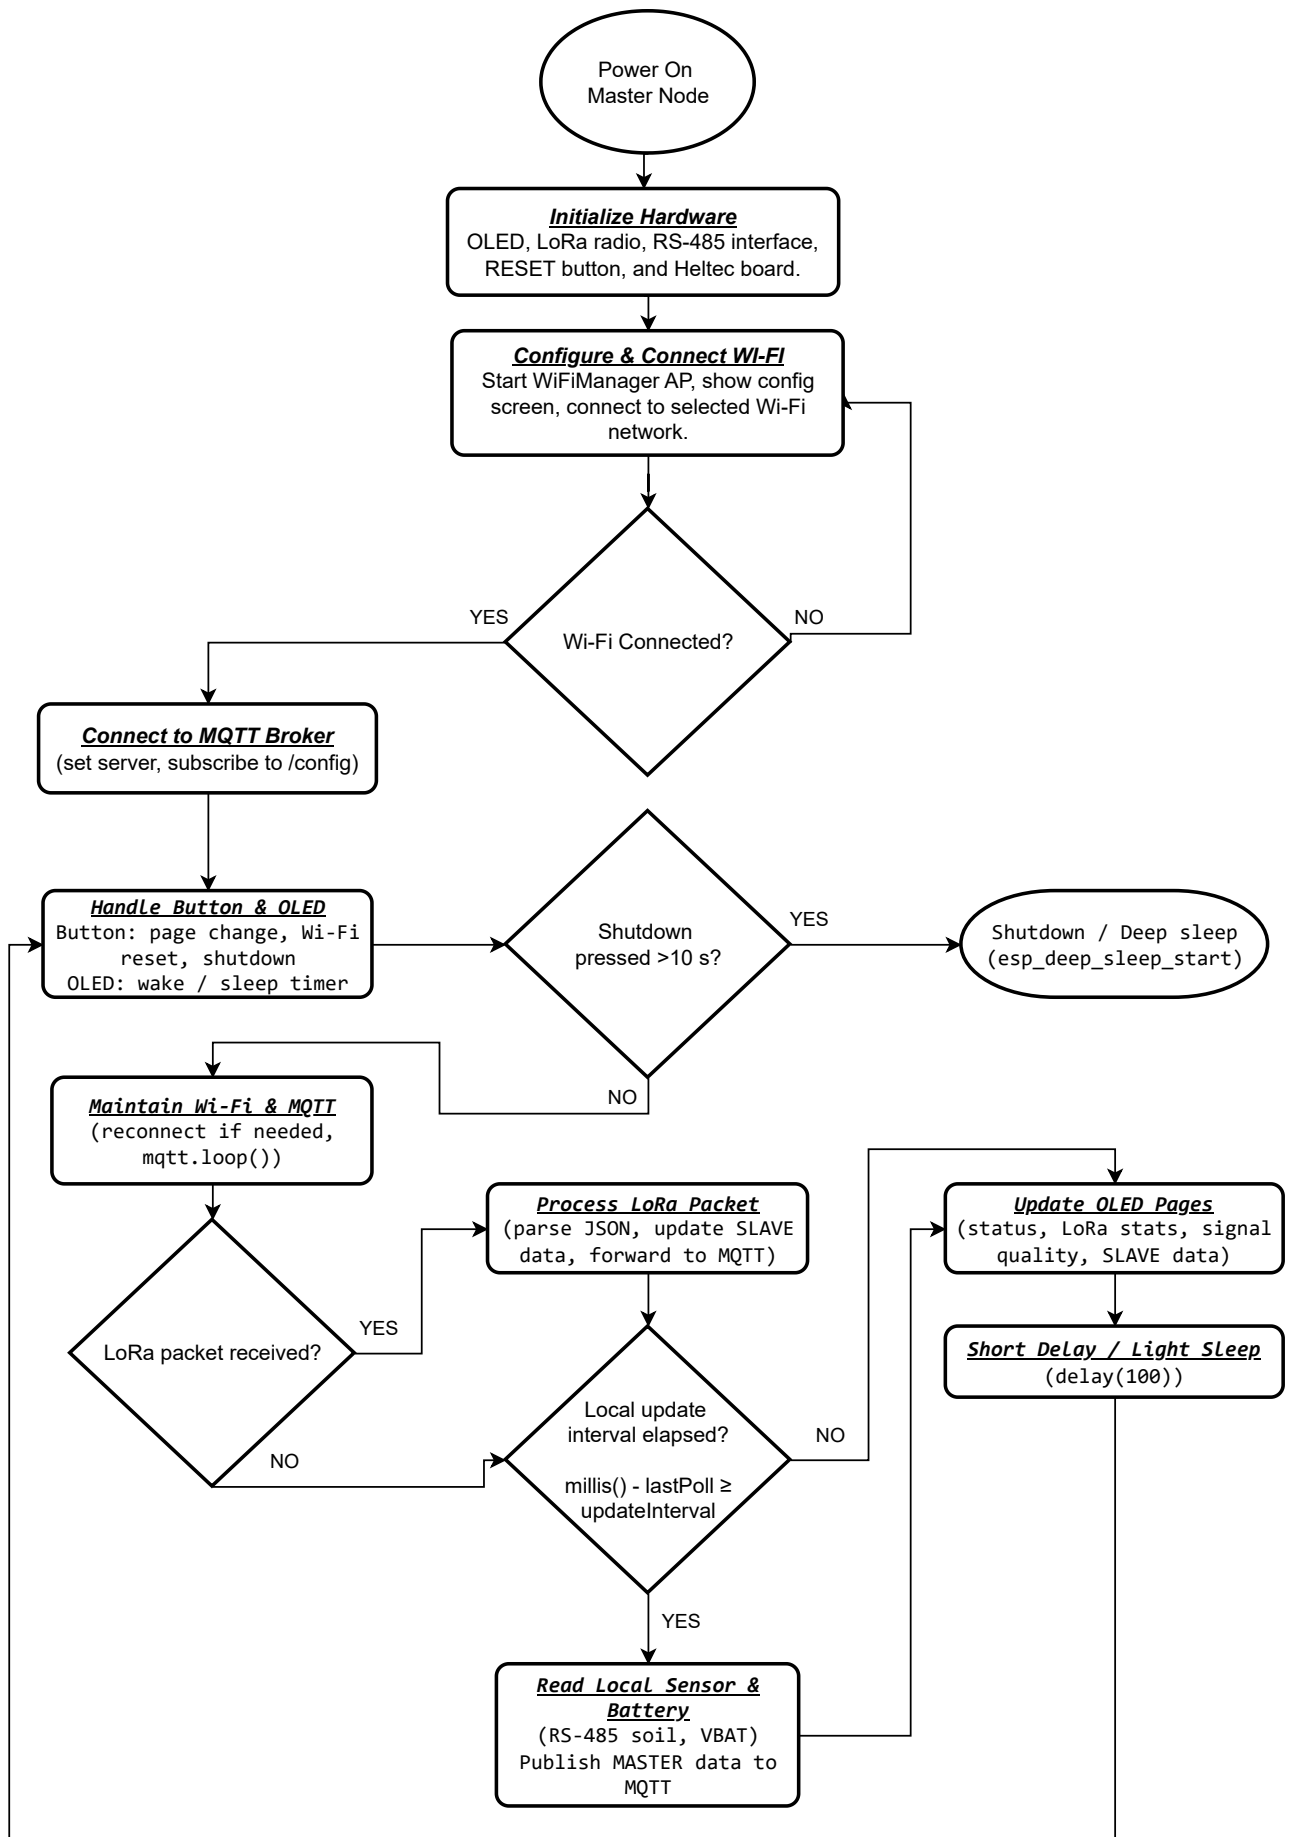 Power On
Master Node
Initialize Hardware
OLED, LoRa radio, RS-485 interface,
RESET button, and Heltec board.
Configure & Connect WI-FI
Start WiFiManager AP, show config
screen, connect to selected Wi-Fi
network.
Wi-Fi Connected?
YES
NO
Connect to MQTT Broker
(set server, subscribe to /config)
Handle Button & OLED
Button: page change, Wi-Fi
reset, shutdown
OLED: wake / sleep timer
Shutdown
pressed >10 s?
YES
Shutdown / Deep sleep
(esp_deep_sleep_start)
NO
Maintain Wi-Fi & MQTT
(reconnect if needed,
mqtt.loop())
LoRa packet received?
YES
NO
Process LoRa Packet
(parse JSON, update SLAVE
data, forward to MQTT)
Local update
interval elapsed?
millis() - lastPoll ≥
updateInterval
NO
YES
Update OLED Pages
(status, LoRa stats, signal
quality, SLAVE data)
Short Delay / Light Sleep
(delay(100))
Read Local Sensor &
Battery
(RS-485 soil, VBAT)
Publish MASTER data to
MQTT